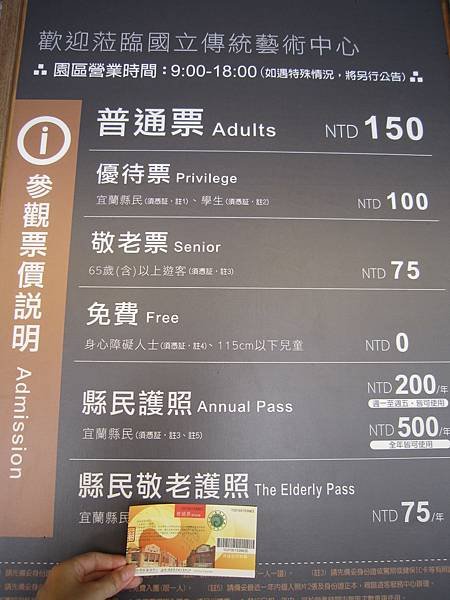 歡迎蒞臨國立傳統藝術中心
園區營業時間：9:00-18:00(如遇特殊情況，將另行公告)
i
參觀票價說明 Admission
普通票 Adults NTD 150
優待票 Privilege
宜蘭縣民(須憑証，註1)、學生(須憑証，註2) NTD 100
敬老票 Senior
65歲(含)以上遊客(須憑証，註3) NTD 75
免費 Free
身心障礙人士(須憑証，註4)、115cm以下兒童 NTD 0
縣民護照 Annual Pass NTD 200/年
週一至週五，皆可使用
宜蘭縣民(須憑証，註3、註5) NTD 500/年
全年皆可使用
縣民敬老護照 The Elderly Pass
宜蘭縣民 NTD 75/年
普通票